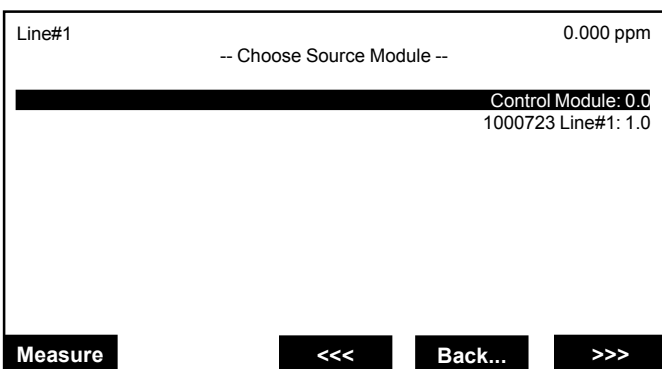 Line#1 0.000 ppm
-- Choose Source Module --
Control Module: 0.0
1000723 Line#1: 1.0
Measure <<< Back... >>>